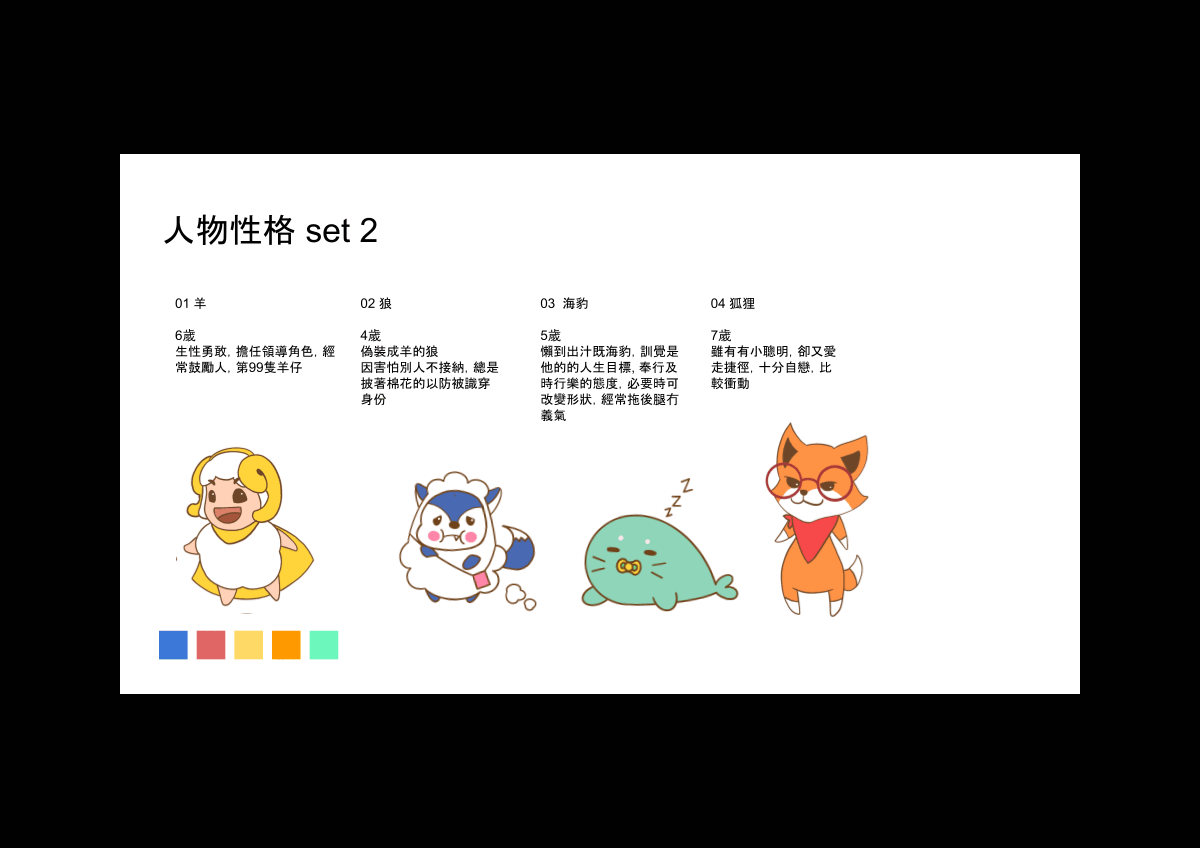 人物性格 set 2
01 羊
6歲
生性勇敢, 擔任領導角色, 經
常鼓勵人, 第99隻羊仔
02 狼
4歲
偽裝成羊的狼
因害怕別人不接納, 總是
披著棉花的以防被識穿
身份
03 海豹
5歲
懶到出汁既海豹, 訓覺是
他的的人生目標, 奉行及
時行樂的態度, 必要時可
改變形狀, 經常拖後腿冇
義氣
04 狐狸
7歲
雖有有小聰明, 卻又愛
走捷徑, 十分自戀, 比
較衝動
z z Z